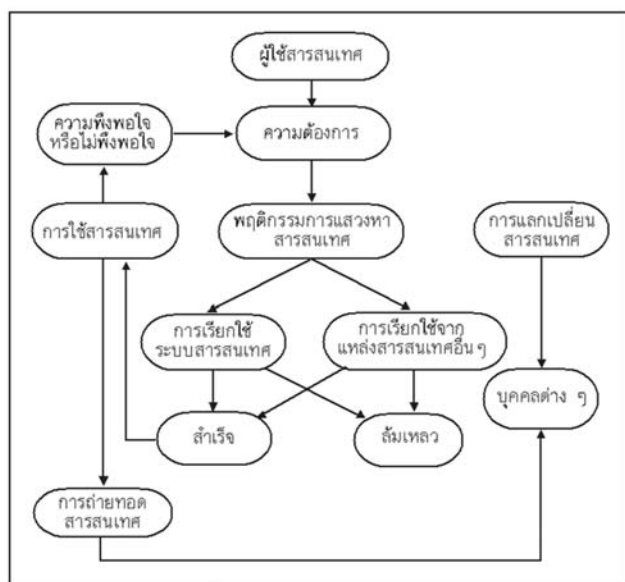 ผู้ใช้สารสนเทศ
ความพึงพอใจ
หรือไม่พึงพอใจ
ความต้องการ
การใช้สารสนเทศ
พฤติกรรมการแสวงหา
สารสนเทศ
การแลกเปลี่ยน
สารสนเทศ
การเรียกใช้
ระบบสารสนเทศ
การเรียกใช้จาก
แหล่งสารสนเทศอื่น ๆ
บุคคลต่าง ๆ
สำเร็จ
ล้มเหลว
การถ่ายทอด
สารสนเทศ